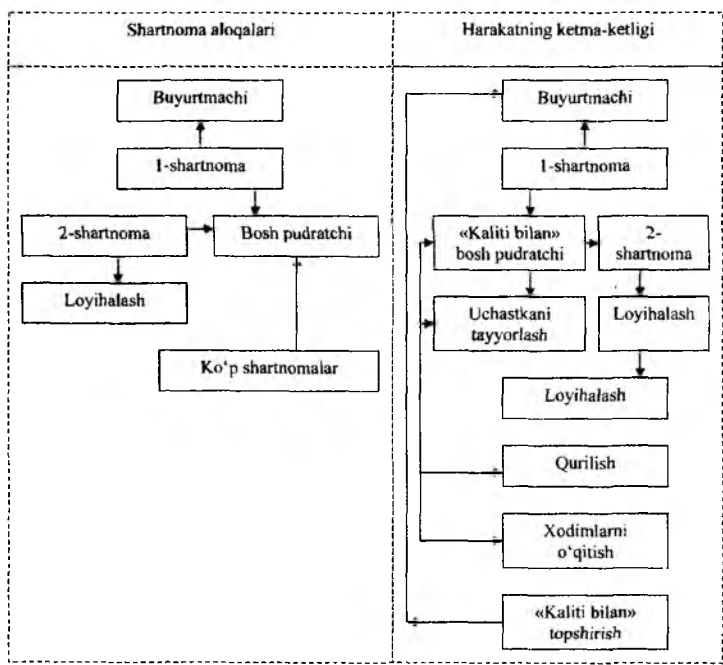 Shartnoma aloqalari
Harakatning ketma-ketligi
Buyurtmachi
1-shartnoma
2-shartnoma
Bosh pudratchi
Loyihalash
Ko‘p shartnomalar
Buyurtmachi
1-shartnoma
«Kaliti bilan»
bosh pudratchi
2-
shartnoma
Uchastkani
tayyorlash
Loyihalash
Loyihalash
Qurilish
Xodimlarni
o‘qitish
«Kaliti bilan»
topshirish